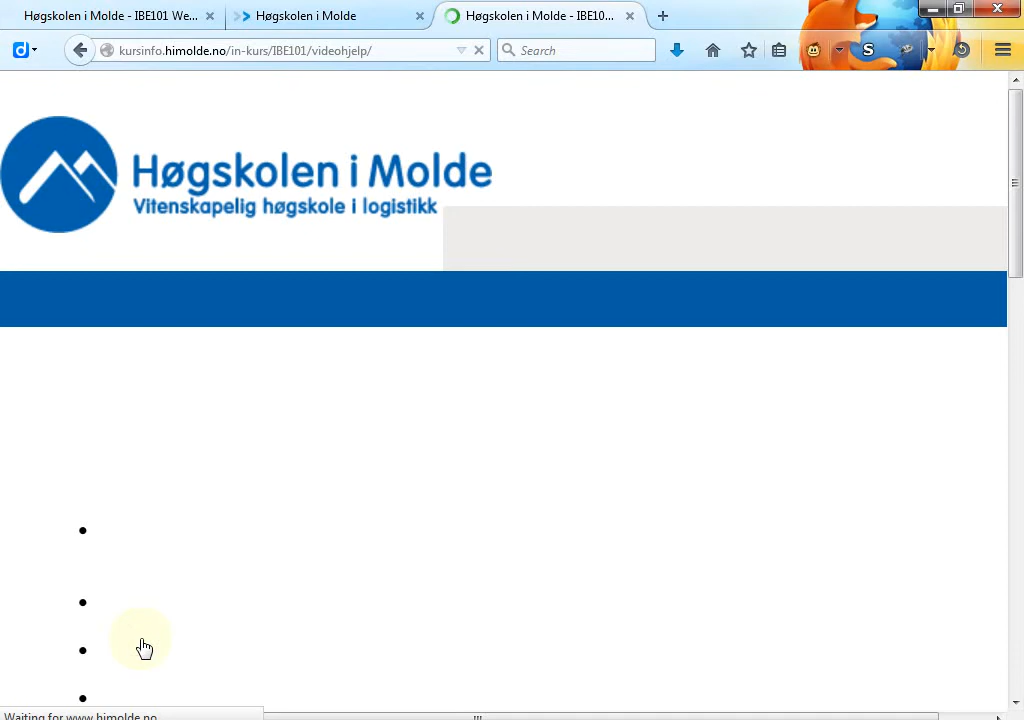 Høgskolen i Molde - IBE101 We...
Høgskolen i Molde
Høgskolen i Molde - IBE10...
kursinfo.himolde.no/in-kurs/IBE101/videohjelp/
Search
Høgskolen i Molde
Vitenskapelig høgskole i logistikk
Waiting for www.himolde.no